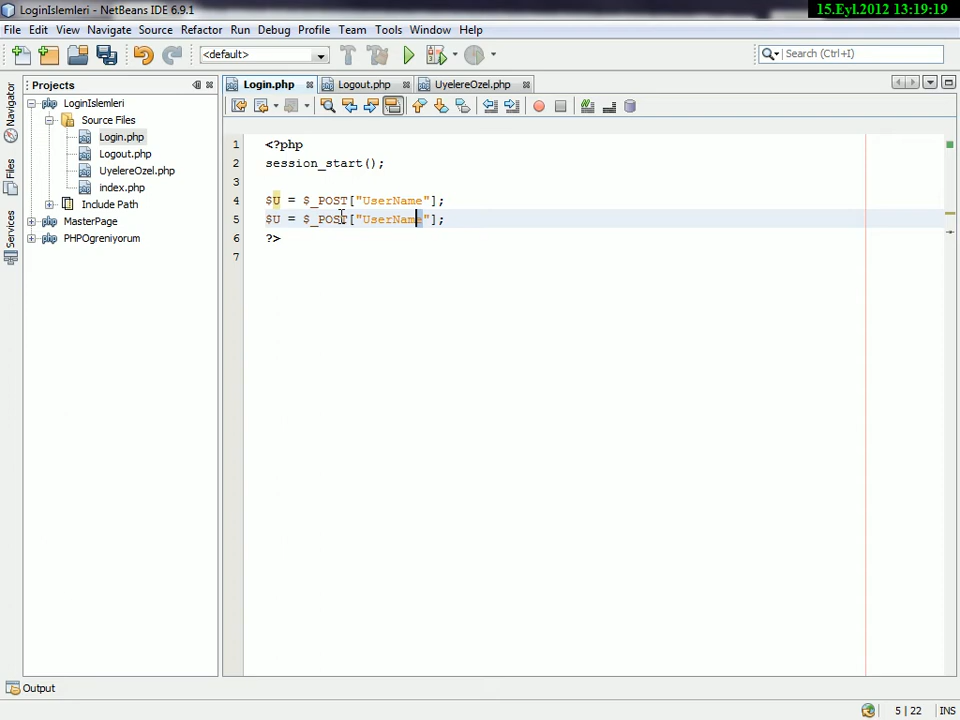 LoginIslemleri - NetBeans IDE 6.9.1
15.Eyl.2012 13:19:19
File Edit View Navigate Source Refactor Run Debug Profile Team Tools Window Help
<default>
Search (Ctrl+I)
Projects
Login.php
Logout.php
UyelereOzel.php
Navigator
Files
Services
LoginIslemleri
Source Files
Login.php
Logout.php
UyelereOzel.php
index.php
Include Path
MasterPage
PHPOgreniyorum
1 <?php
2 session_start();
3
4 $U = $_POST["UserName"];
5 $U = $_POST["UserName"];
6 ?>
7
Output
5 | 22 INS